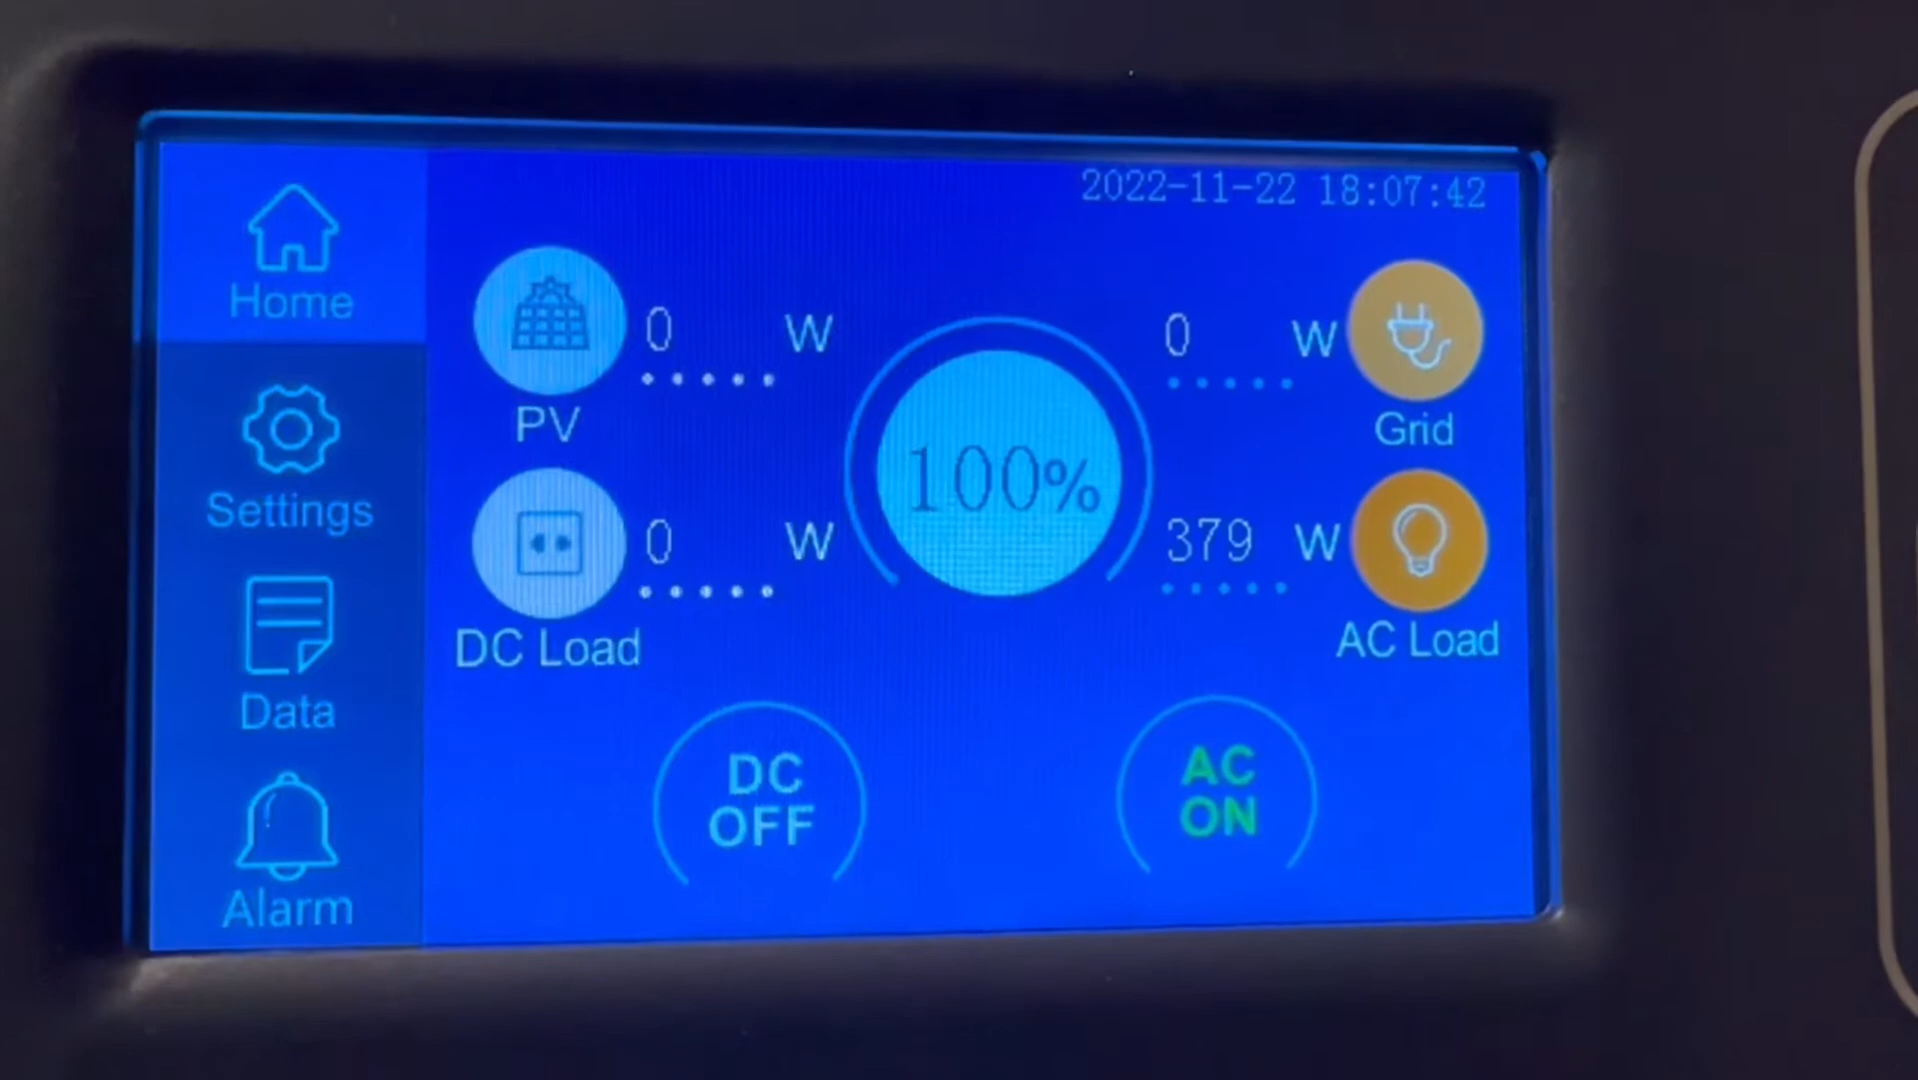 2022-11-22 18:07:42
Home
Settings
Data
Alarm
0 W
PV
0 W
DC Load
100%
0 W
Grid
379 W
AC Load
DC
OFF
AC
ON